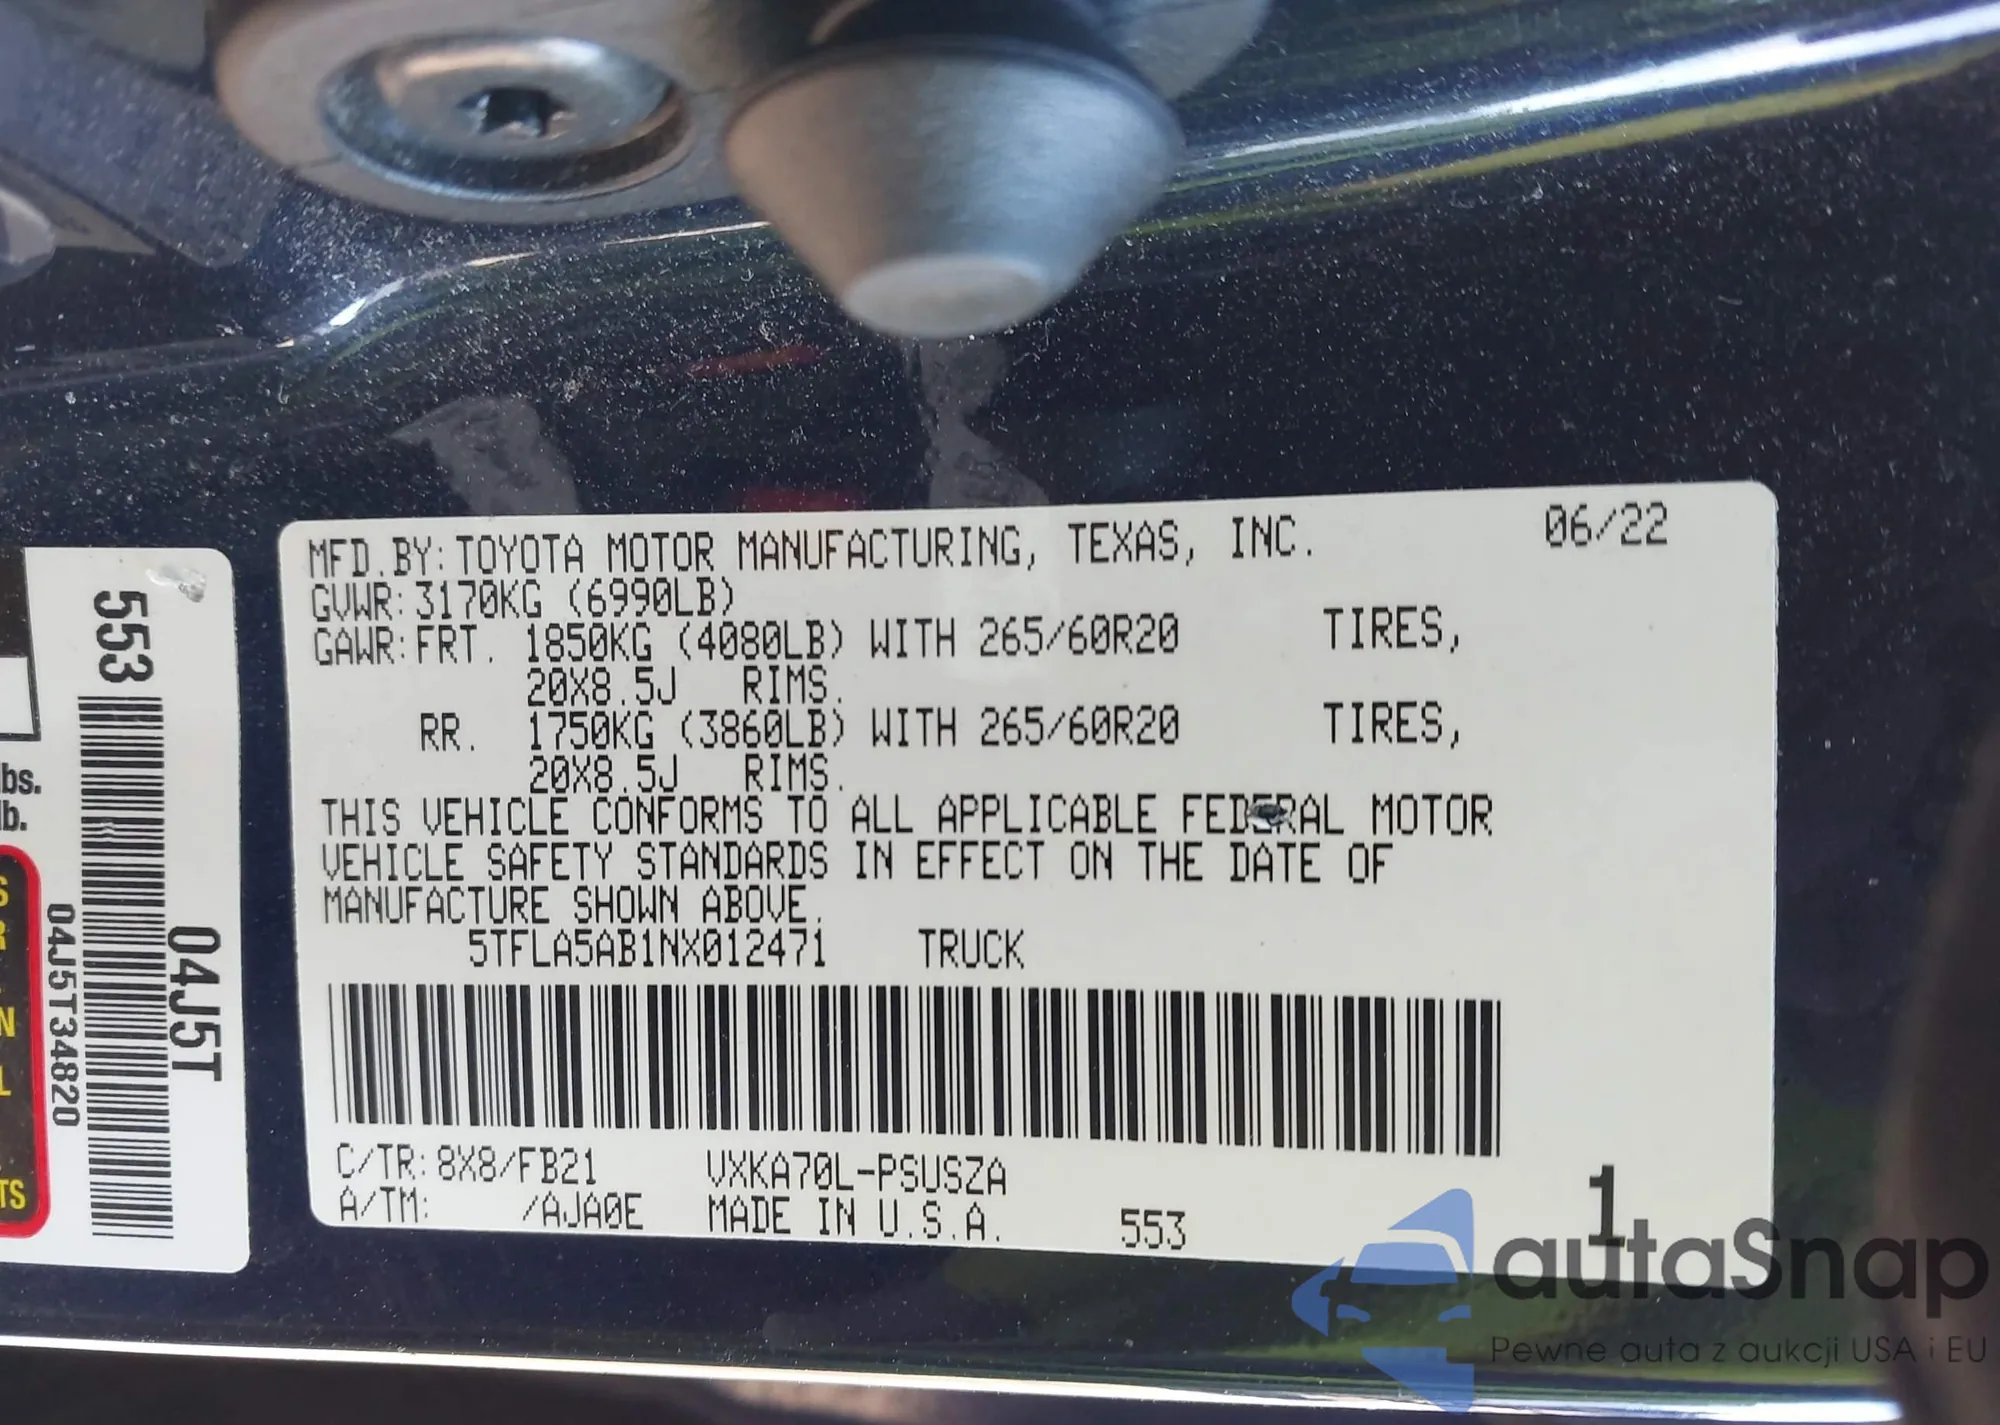 MFD.BY:TOYOTA MOTOR MANUFACTURING, TEXAS, INC. 06/22
GVWR:3170KG (6990LB)
GAWR:FRT. 1850KG (4080LB) WITH 265/60R20 TIRES,
20X8.5J RIMS.
RR. 1750KG (3860LB) WITH 265/60R20 TIRES,
20X8.5J RIMS.
THIS VEHICLE CONFORMS TO ALL APPLICABLE FEDERAL MOTOR
VEHICLE SAFETY STANDARDS IN EFFECT ON THE DATE OF
MANUFACTURE SHOWN ABOVE.
5TFLA5AB1NX012471 TRUCK
C/TR:8X8/FB21 VXKA70L-PSUSZA
A/TM: /AJA0E MADE IN U.S.A. 553
1
553
04J5T
04J5T34820
lb.
autaSnap
Pewne auta z aukcji USA i EU